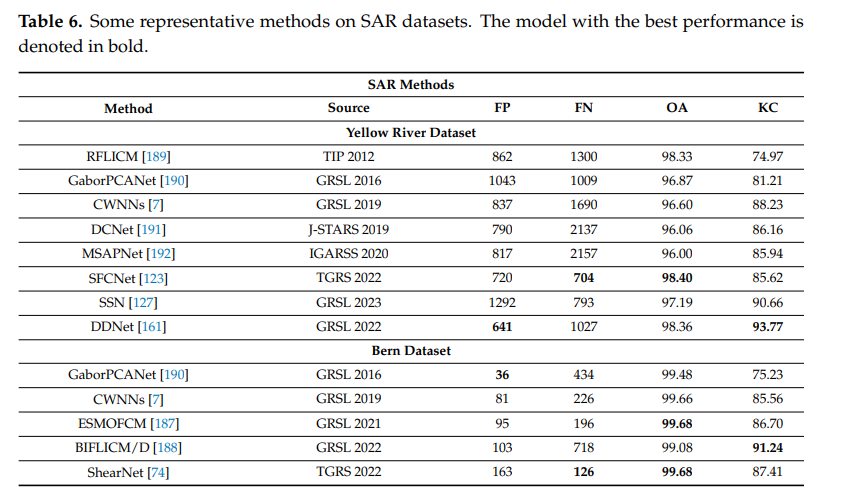 Table 6. Some representative methods on SAR datasets. The model with the best performance is
denoted in bold.
SAR Methods
Method Source FP FN OA KC
Yellow River Dataset
RFLICM [189] TIP 2012 862 1300 98.33 74.97
GaborPCANet [190] GRSL 2016 1043 1009 96.87 81.21
CWNNs [7] GRSL 2019 837 1690 96.60 88.23
DCNet [191] J-STARS 2019 790 2137 96.06 86.16
MSAPNet [192] IGARSS 2020 817 2157 96.00 85.94
SFCNet [123] TGRS 2022 720 704 98.40 85.62
SSN [127] GRSL 2023 1292 793 97.19 90.66
DDNet [161] GRSL 2022 641 1027 98.36 93.77
Bern Dataset
GaborPCANet [190] GRSL 2016 36 434 99.48 75.23
CWNNs [7] GRSL 2019 81 226 99.66 85.56
ESMOFCM [187] GRSL 2021 95 196 99.68 86.70
BIFLICM/D [188] GRSL 2022 103 718 99.08 91.24
ShearNet [74] TGRS 2022 163 126 99.68 87.41